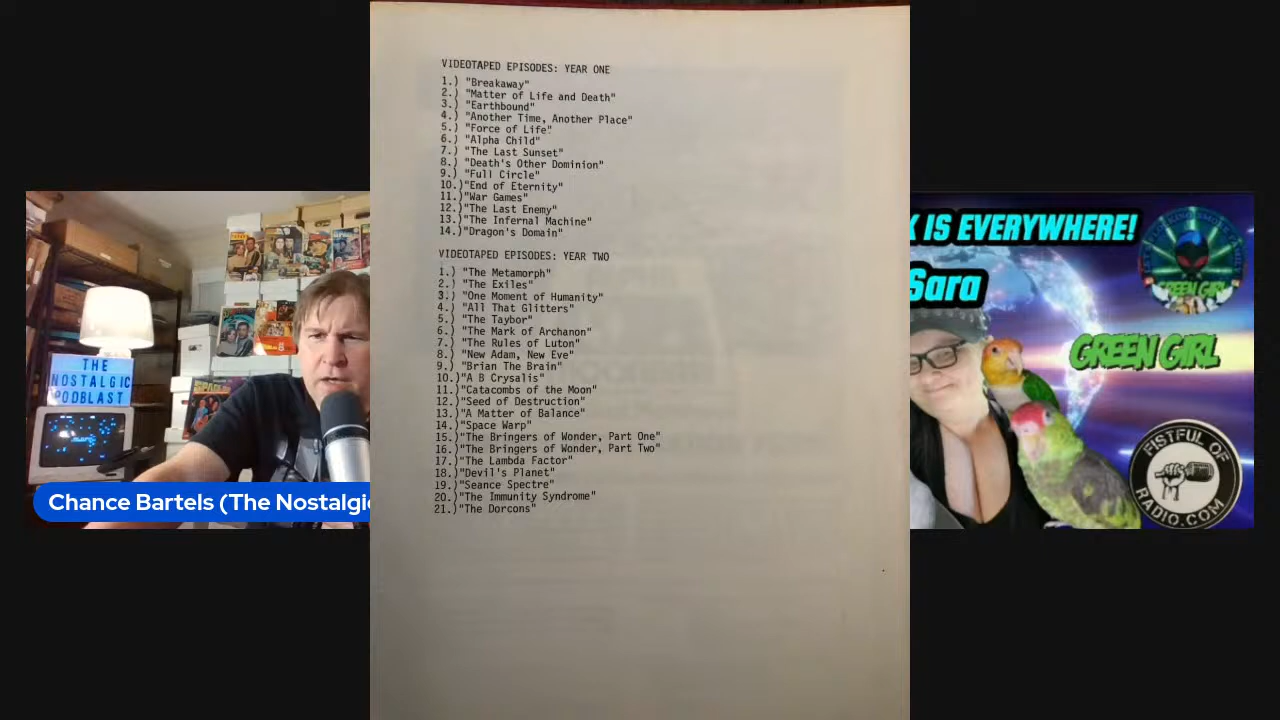 VIDEOTAPED EPISODES: YEAR ONE
1.) "Breakaway"
2.) "Matter of Life and Death"
3.) "Earthbound"
4.) "Another Time, Another Place"
5.) "Force of Life"
6.) "Alpha Child"
7.) "The Last Sunset"
8.) "Death's Other Dominion"
9.) "Full Circle"
10.)"End of Eternity"
11.)"War Games"
12.)"The Last Enemy"
13.)"The Infernal Machine"
14.)"Dragon's Domain"
VIDEOTAPED EPISODES: YEAR TWO
1.) "The Metamorph"
2.) "The Exiles"
3.) "One Moment of Humanity"
4.) "All That Glitters"
5.) "The Taybor"
6.) "The Mark of Archanon"
7.) "The Rules of Luton"
8.) "New Adam, New Eve"
9.) "Brian The Brain"
10.)"A B Crysalis"
11.)"Catacombs of the Moon"
12.)"Seed of Destruction"
13.)"A Matter of Balance"
14.)"Space Warp"
15.)"The Bringers of Wonder, Part One"
16.)"The Bringers of Wonder, Part Two"
17.)"The Lambda Factor"
18.)"Devil's Planet"
19.)"Seance Spectre"
20.)"The Immunity Syndrome"
21.)"The Dorcons"
THE
NOSTALGIC
PODBLAST
Chance Bartels (The Nostalgic
IS EVERYWHERE!
Sara
GREEN GIRL
GREEN GIRL
FISTFUL OF
RADIO.COM